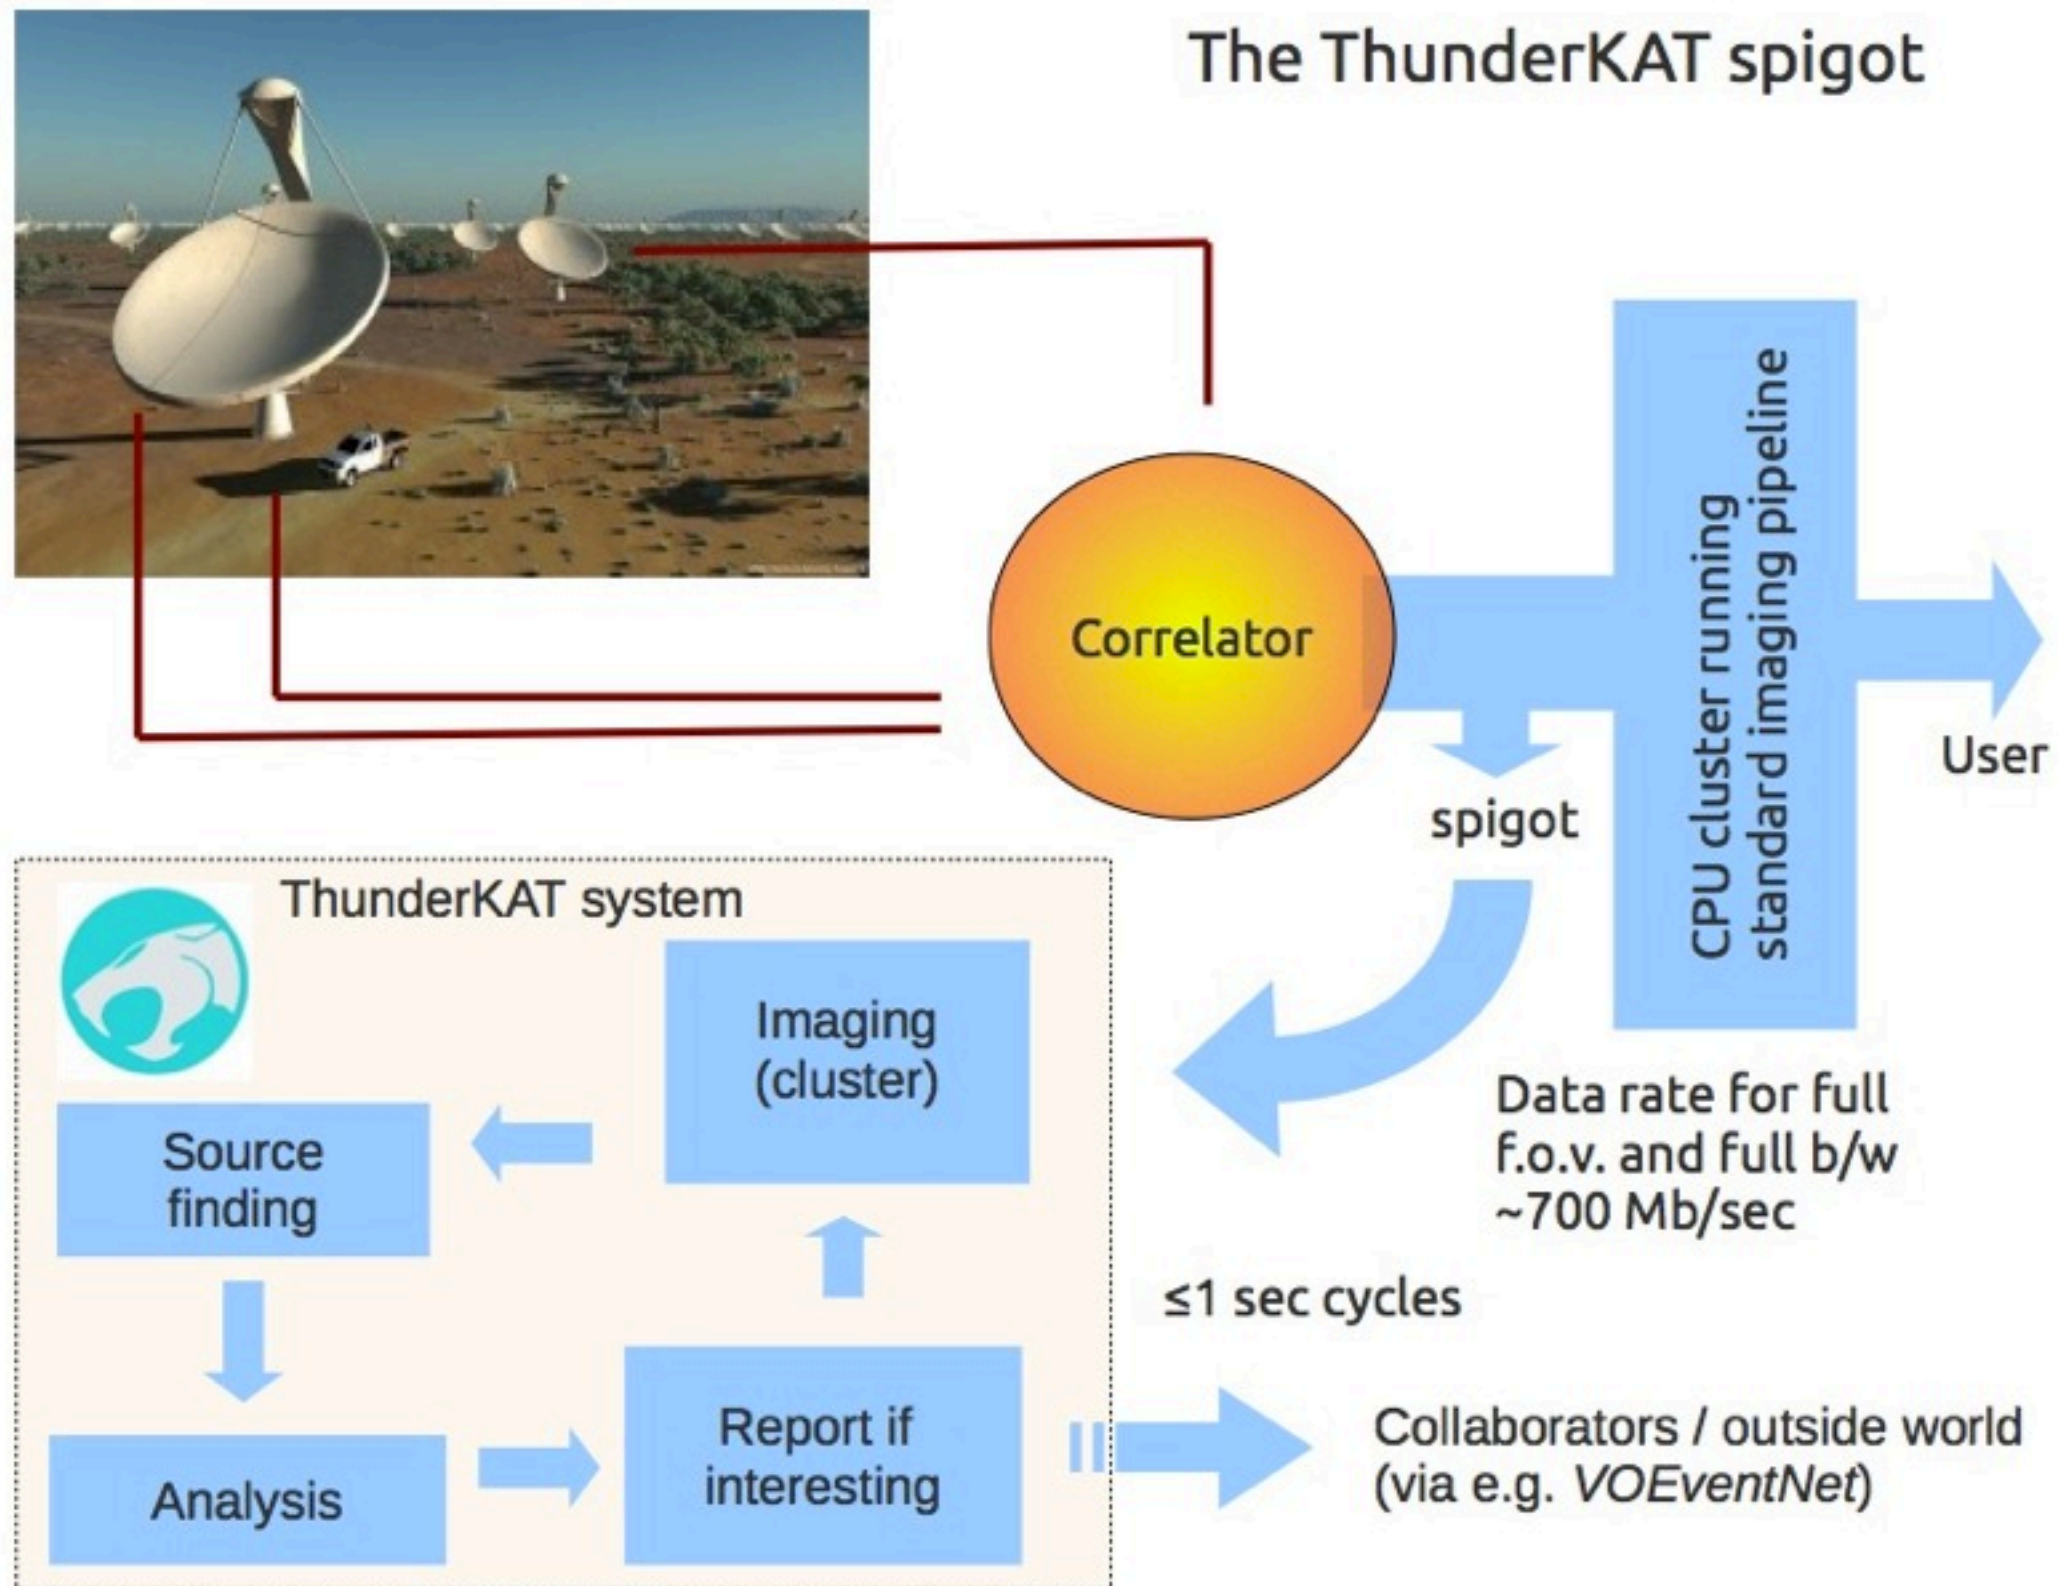 The ThunderKAT spigot
Correlator
CPU cluster running
standard imaging pipeline
User
spigot
ThunderKAT system
Imaging
(cluster)
Source
finding
Analysis
Report if
interesting
Data rate for full
f.o.v. and full b/w
~700 Mb/sec
≤1 sec cycles
Collaborators / outside world
(via e.g. VOEventNet)